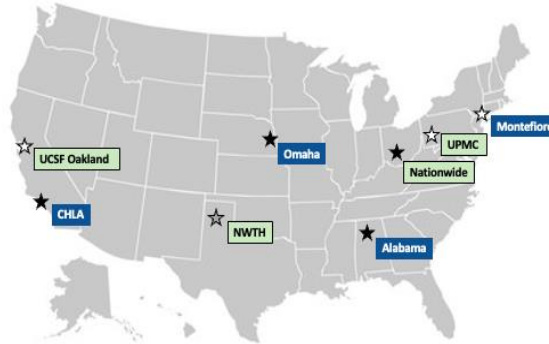 Montefiore
UPMC
UCSF Oakland
Omaha
Nationwide
CHLA
NWTH
Alabama